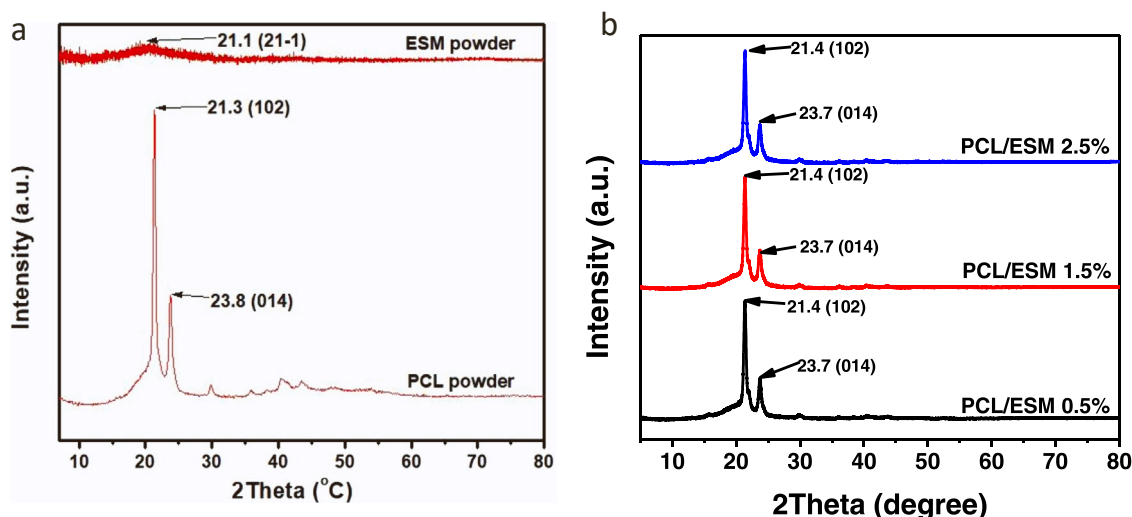 a
21.1 (21-1)
ESM powder
21.3 (102)
23.8 (014)
PCL powder
Intensity (a.u.)
10 20 30 40 50 60 70 80
2Theta (°C)
b
21.4 (102)
23.7 (014)
PCL/ESM 2.5%
21.4 (102)
23.7 (014)
PCL/ESM 1.5%
21.4 (102)
23.7 (014)
PCL/ESM 0.5%
Intensity (a.u.)
10 20 30 40 50 60 70 80
2Theta (degree)